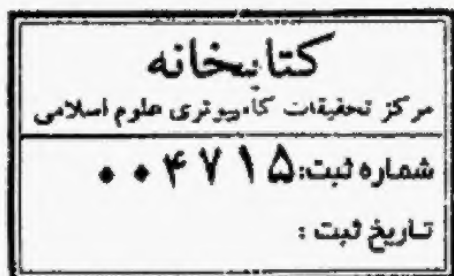 کتابخانه
مرکز تحقیقات کامپیوتری علوم اسلامی
شماره ثبت: ۰۰۴۷۱۵
تاریخ ثبت :